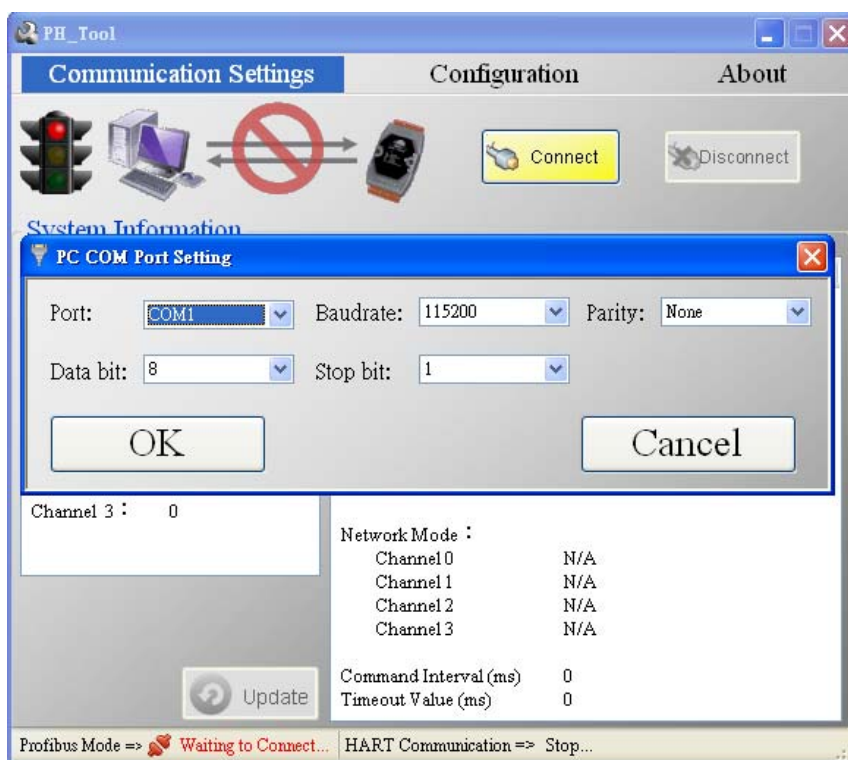 PH_Tool
Communication Settings Configuration About
Connect Disconnect
System Information
PC COM Port Setting
Port: COM1 Baudrate: 115200 Parity: None
Data bit: 8 Stop bit: 1
OK Cancel
Channel 3： 0
Network Mode：
Channel 0 N/A
Channel 1 N/A
Channel 2 N/A
Channel 3 N/A
Command Interval (ms) 0
Timeout Value (ms) 0
Update
Profibus Mode => Waiting to Connect... HART Communication => Stop...